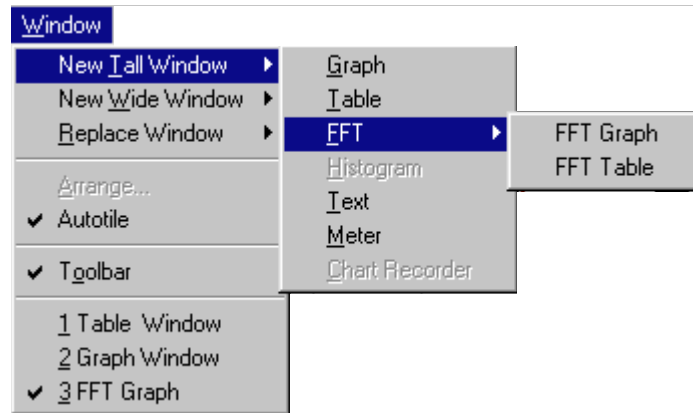 Window
New Tall Window
New Wide Window
Replace Window
Arrange...
Autotile
Toolbar
1 Table Window
2 Graph Window
3 FFT Graph
Graph
Table
FFT
Histogram
Text
Meter
Chart Recorder
FFT Graph
FFT Table